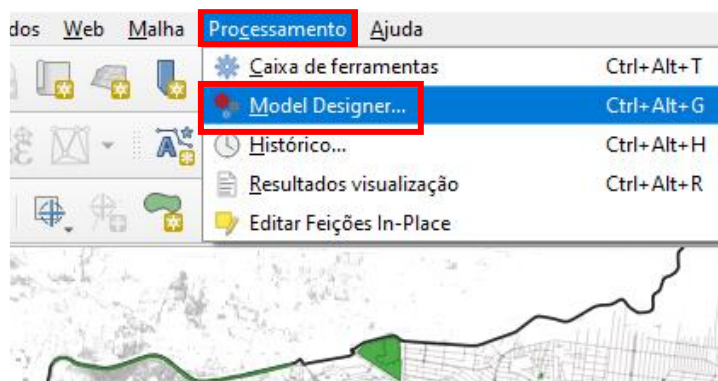 dos Web Malha Processamento Ajuda
Caixa de ferramentas Ctrl+Alt+T
Model Designer... Ctrl+Alt+G
Histórico... Ctrl+Alt+H
Resultados visualização Ctrl+Alt+R
Editar Feições In-Place